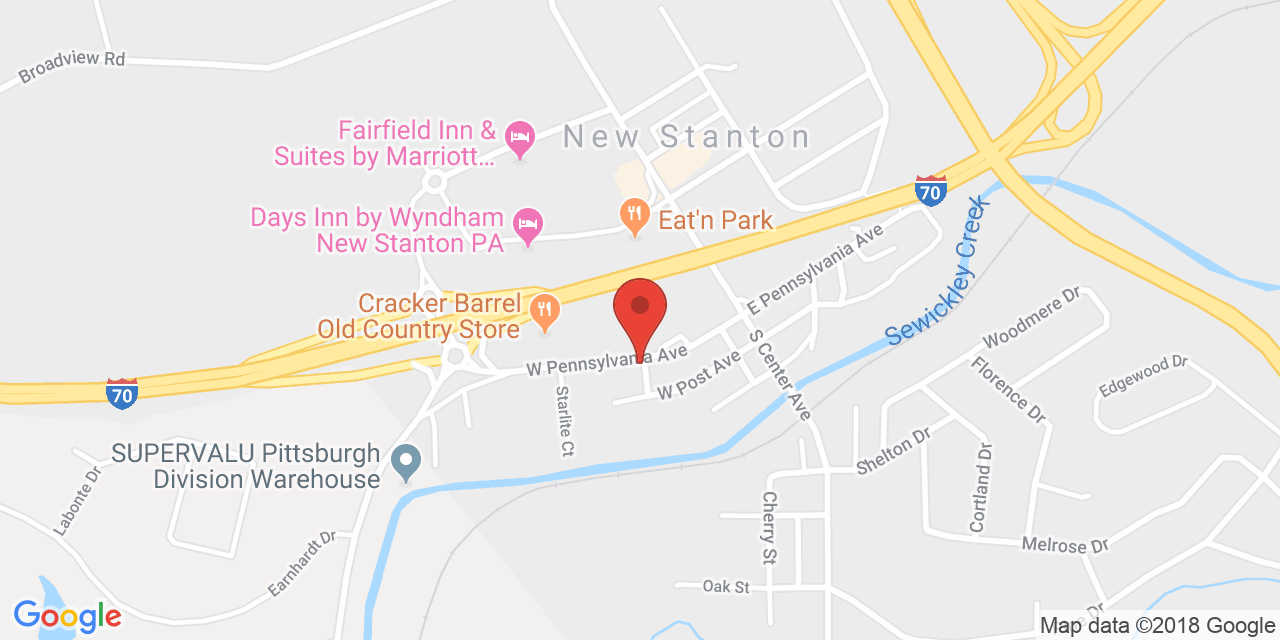 Broadview Rd
Fairfield Inn &
Suites by Marriott...
New Stanton
70
Days Inn by Wyndham
New Stanton PA
Eat'n Park
Sewickley Creek
E Pennsylvania Ave
Cracker Barrel
Old Country Store
Woodmere Dr
W Pennsylvania Ave
S Center Ave
W Post Ave
Florence Dr
Edgewood Dr
70
Starlite Ct
SUPERVALU Pittsburgh
Division Warehouse
Shelton Dr
Labonte Dr
Cortland Dr
Cherry St
Earnhardt Dr
Melrose Dr
Oak St
Dr
Google
Map data ©2018 Google